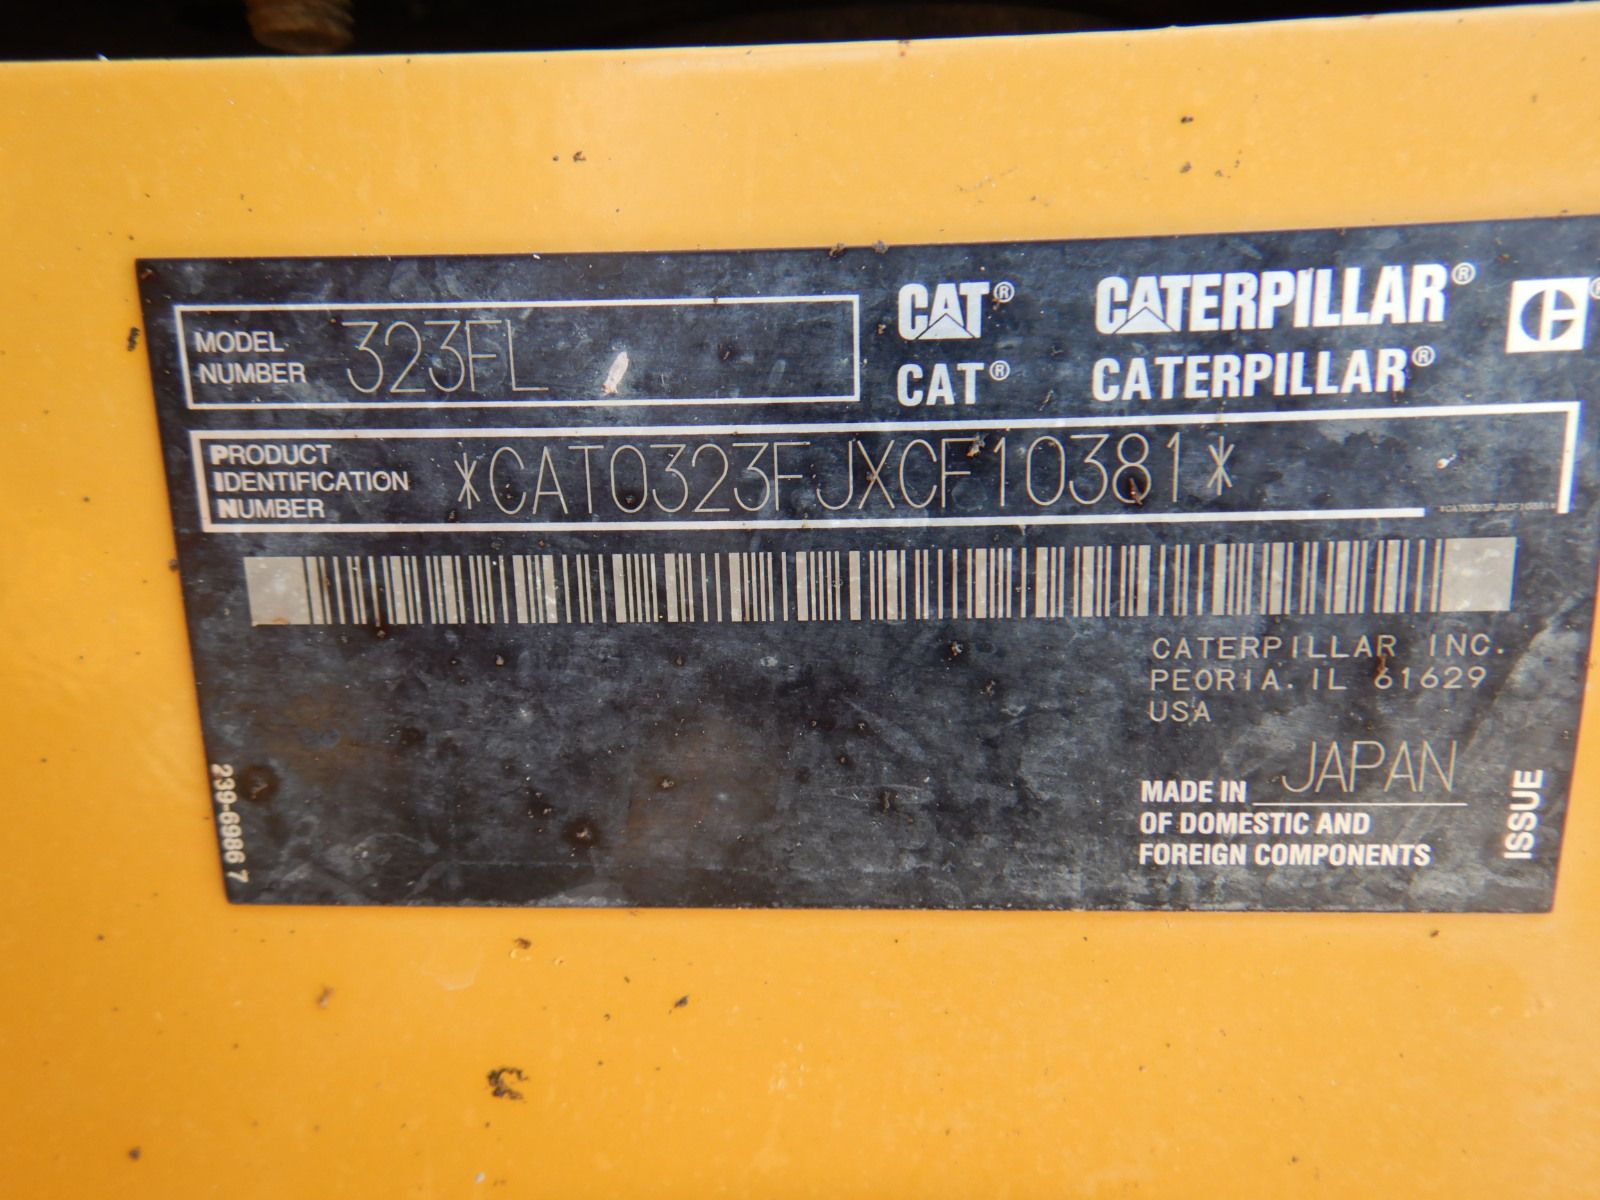 MODEL NUMBER 323FL
CAT® CATERPILLAR®
CAT® CATERPILLAR®
PRODUCT IDENTIFICATION NUMBER *CAT0323FJXCF10381*
*CAT0323FJXCF10381*
CATERPILLAR INC.
PEORIA. IL 61629
USA
MADE IN JAPAN
OF DOMESTIC AND
FOREIGN COMPONENTS
ISSUE
239-6986 7